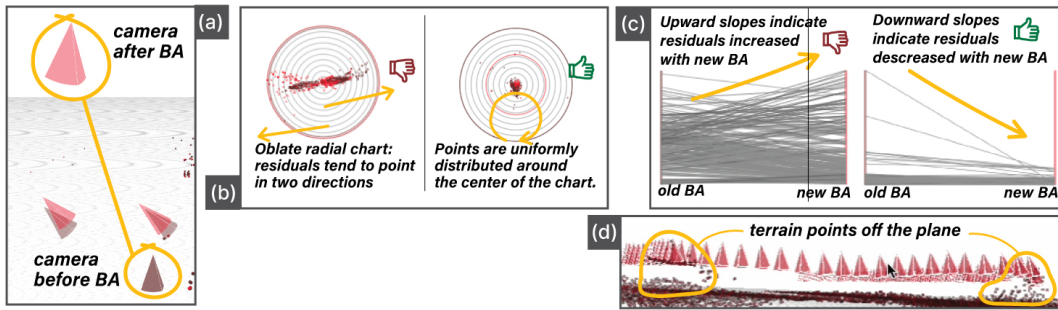 camera
after BA
camera
before BA
(a)
(b)
Oblate radial chart:
residuals tend to point
in two directions
Points are uniformly
distributed around
the center of the chart.
(c)
Upward slopes indicate
residuals increased
with new BA
Downward slopes
indicate residuals
descreased with new BA
old BA
new BA
old BA
new BA
(d)
terrain points off the plane